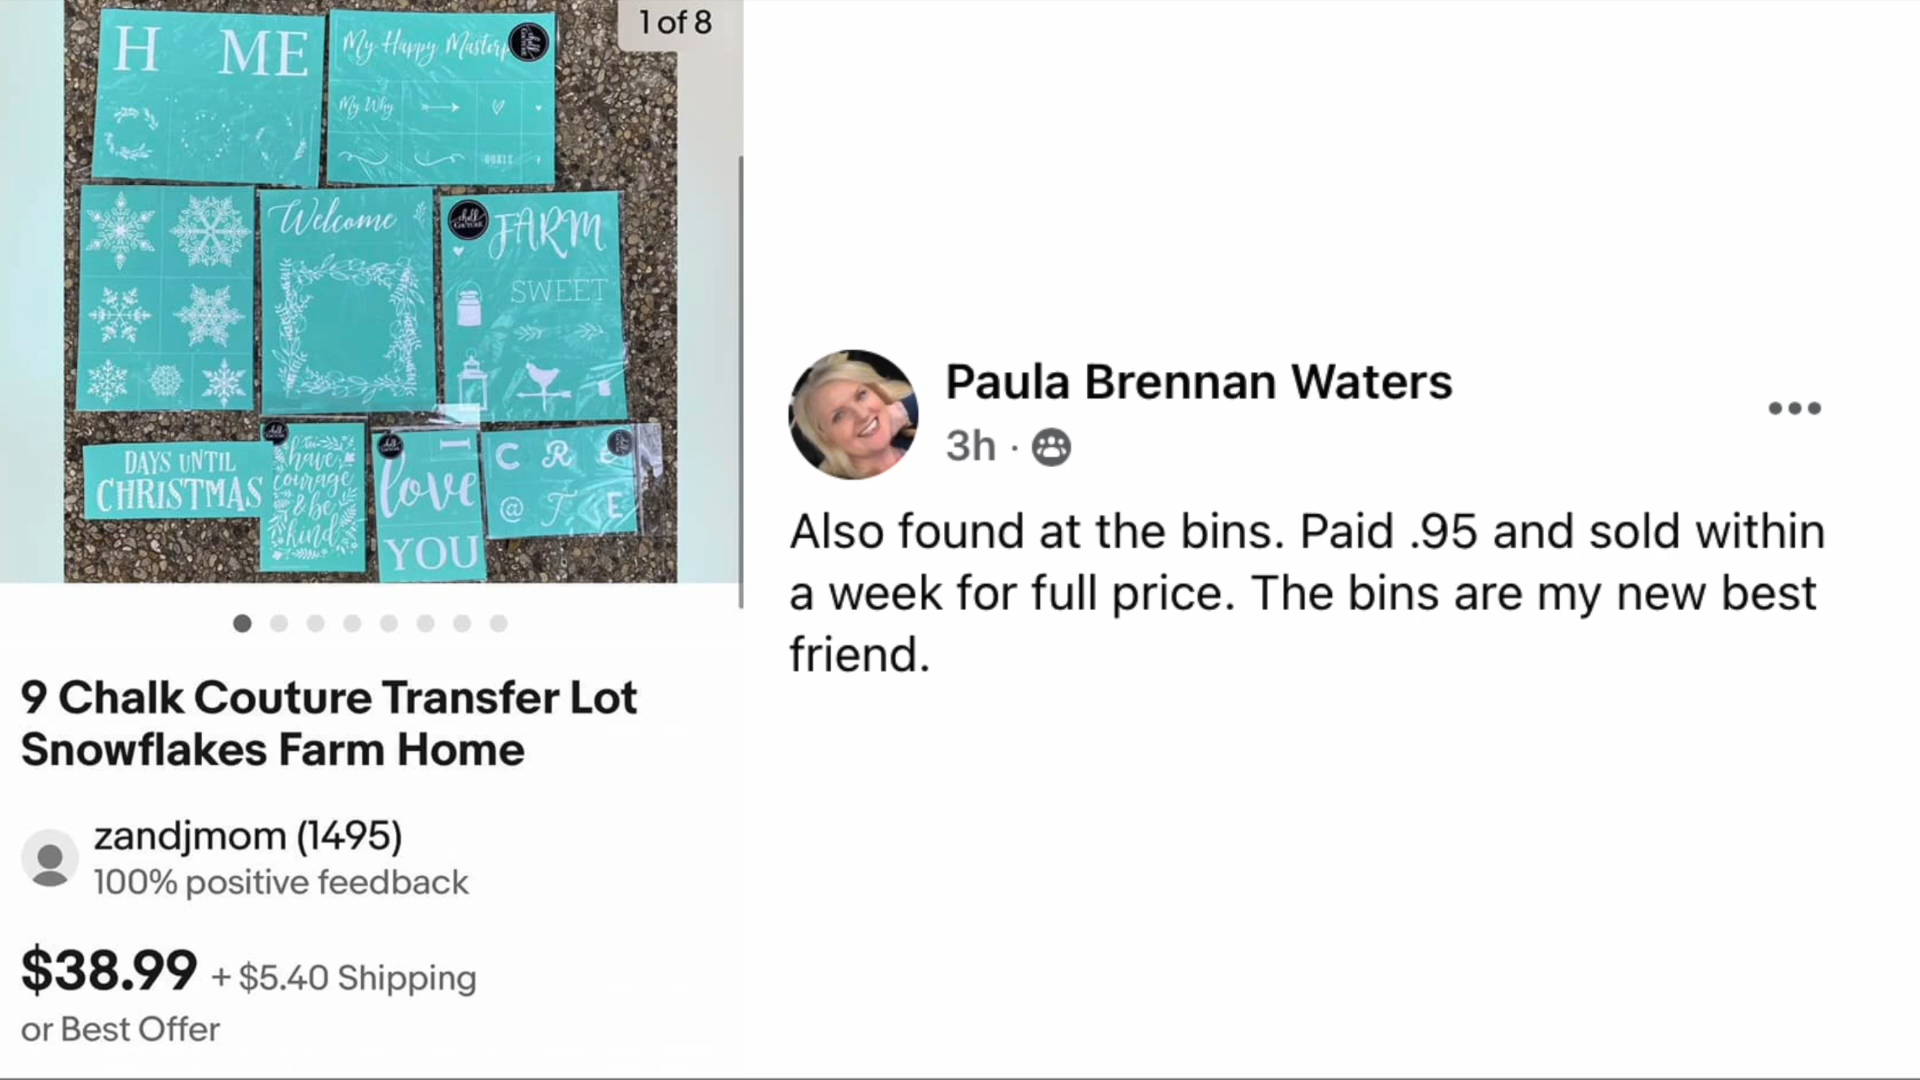 1 of 8
H ME
My Happy Masterp
My Why
Welcome
chalk COUTURE
FARM
SWEET
DAYS UNTIL
CHRISTMAS
have
courage
& be
kind
I
love
YOU
C R
@ T E
9 Chalk Couture Transfer Lot
Snowflakes Farm Home
zandjmom (1495)
100% positive feedback
$38.99 + $5.40 Shipping
or Best Offer
Paula Brennan Waters
3h ·
Also found at the bins. Paid .95 and sold within
a week for full price. The bins are my new best
friend.